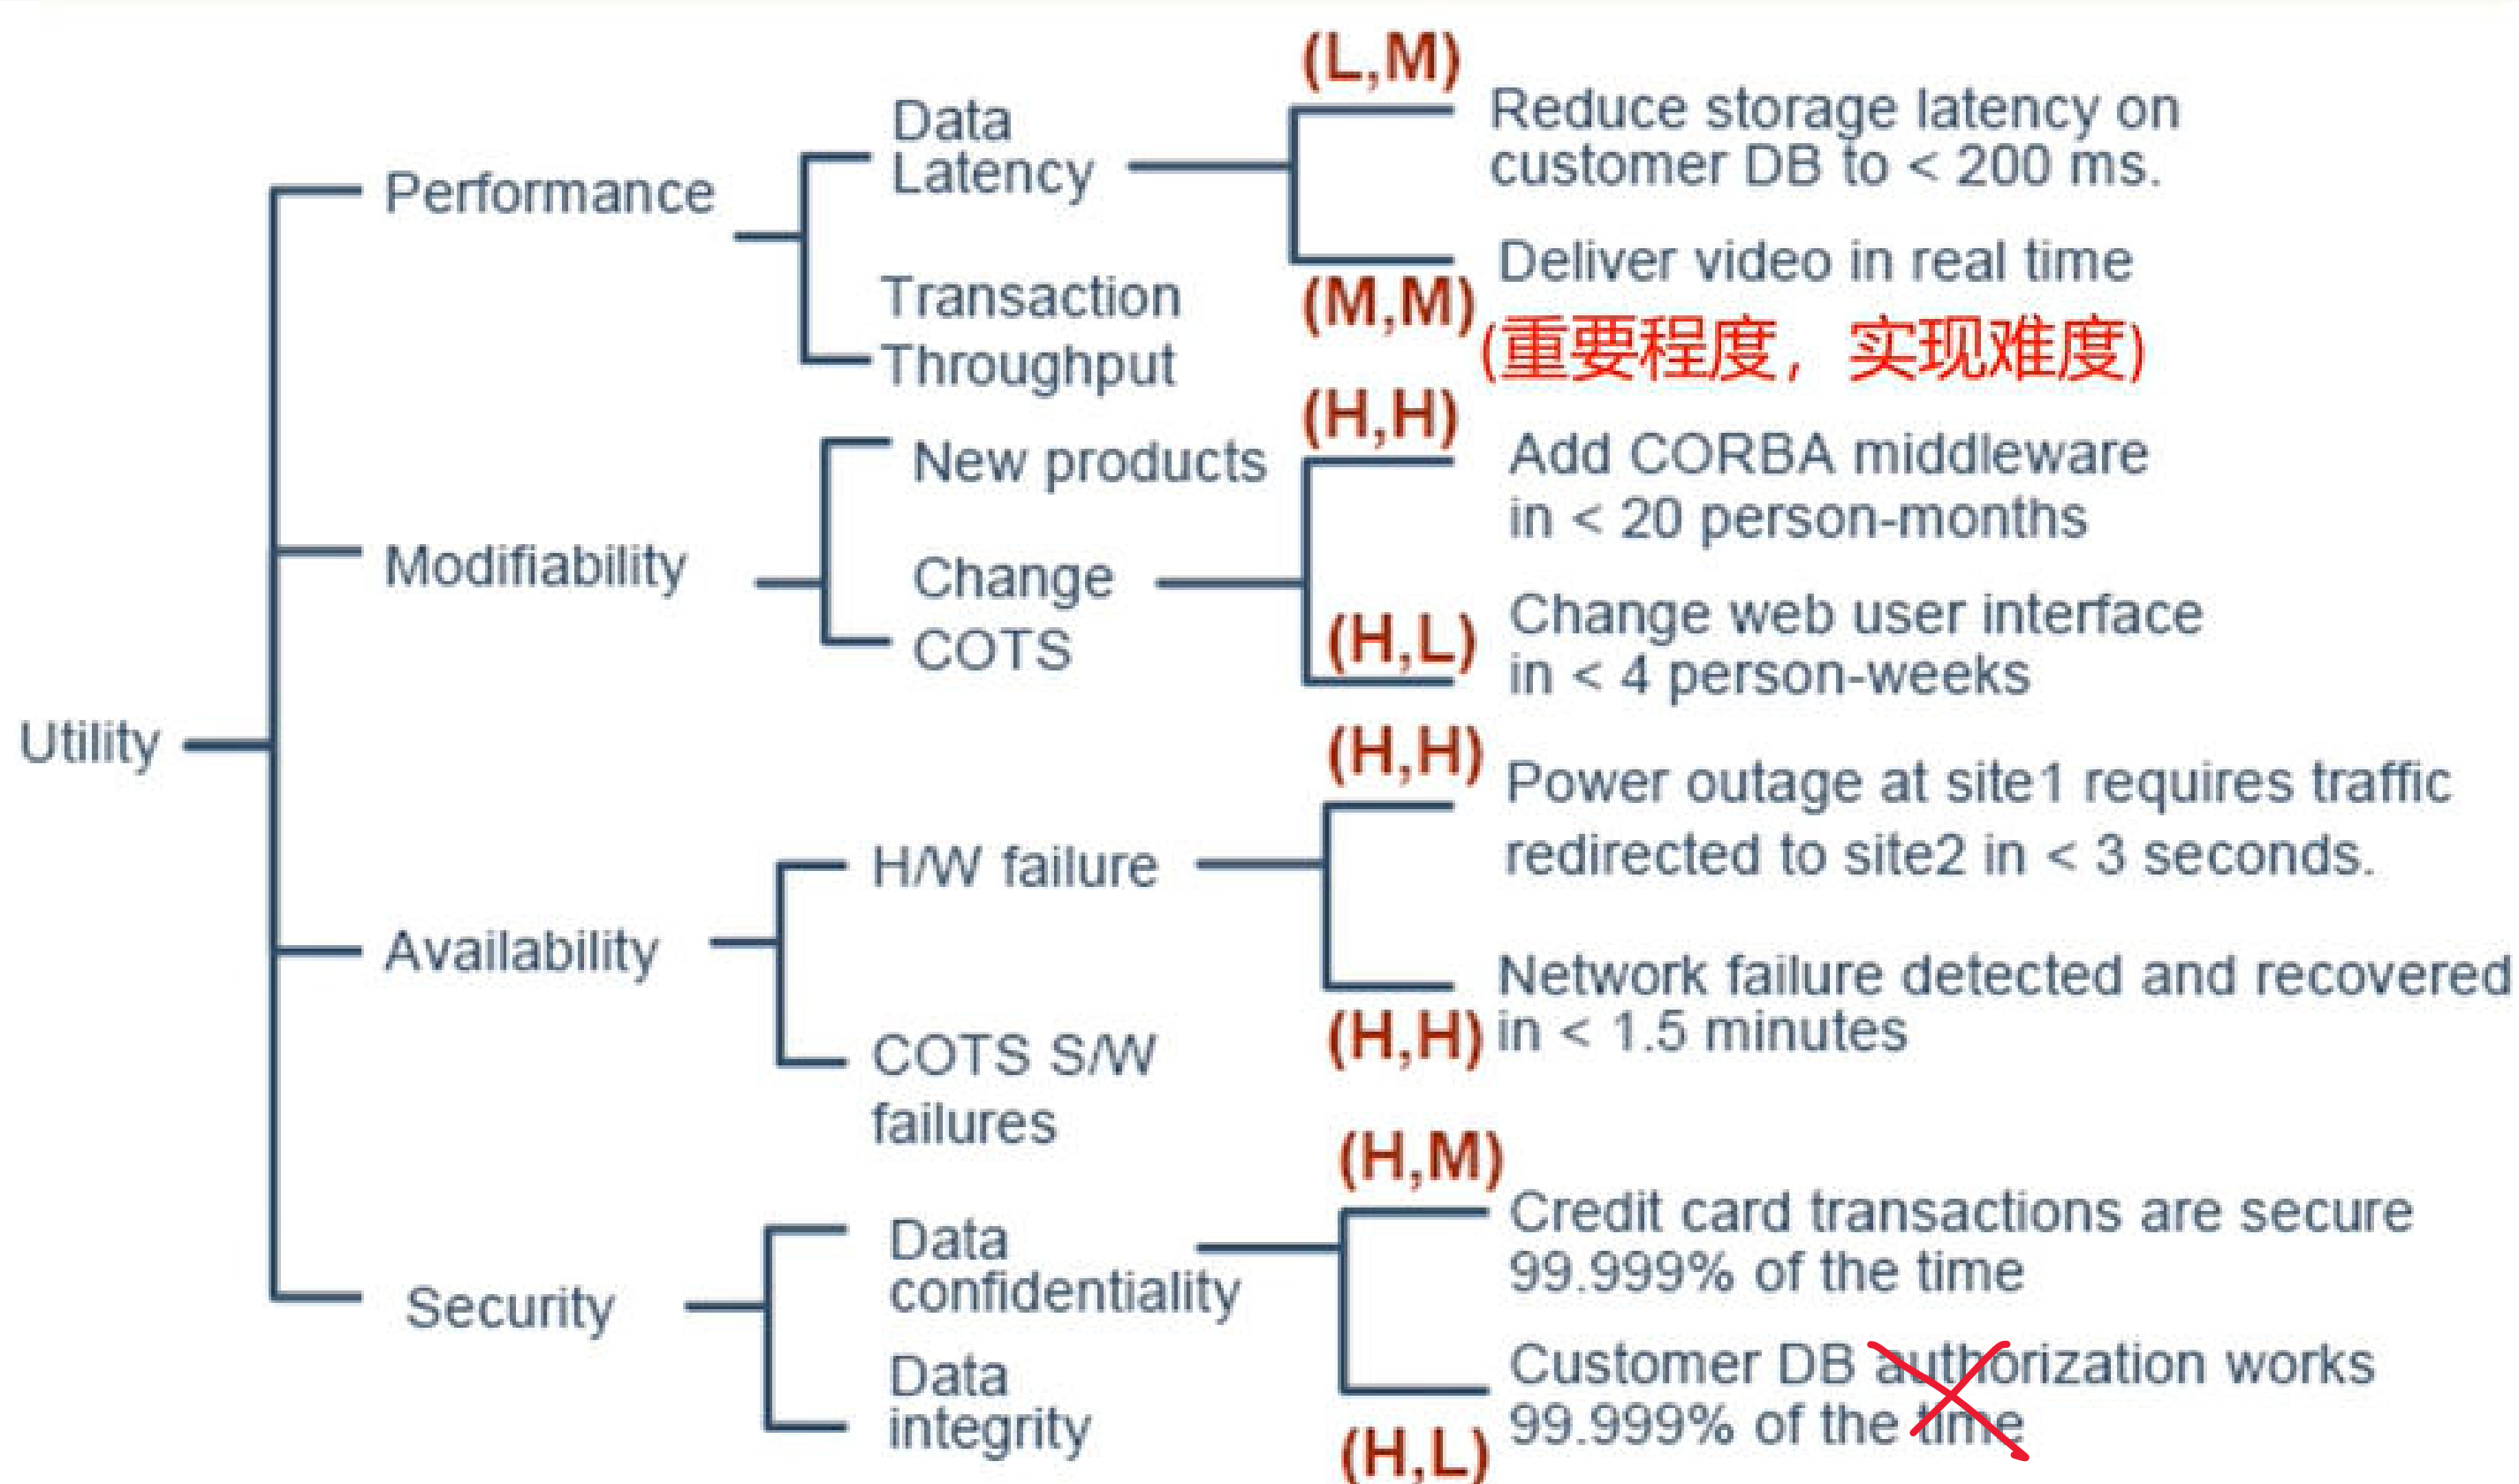 Utility
Performance
Data
Latency
(L,M)
Reduce storage latency on
customer DB to < 200 ms.
Deliver video in real time
(M,M)
(重要程度，实现难度)
Transaction
Throughput
Modifiability
New products
Change
COTS
(H,H)
Add CORBA middleware
in < 20 person-months
(H,L)
Change web user interface
in < 4 person-weeks
Availability
H/W failure
(H,H)
Power outage at site1 requires traffic
redirected to site2 in < 3 seconds.
Network failure detected and recovered
(H,H) in < 1.5 minutes
COTS S/W
failures
Security
Data
confidentiality
(H,M)
Credit card transactions are secure
99.999% of the time
Customer DB authorization works
99.999% of the time
(H,L)
Data
integrity